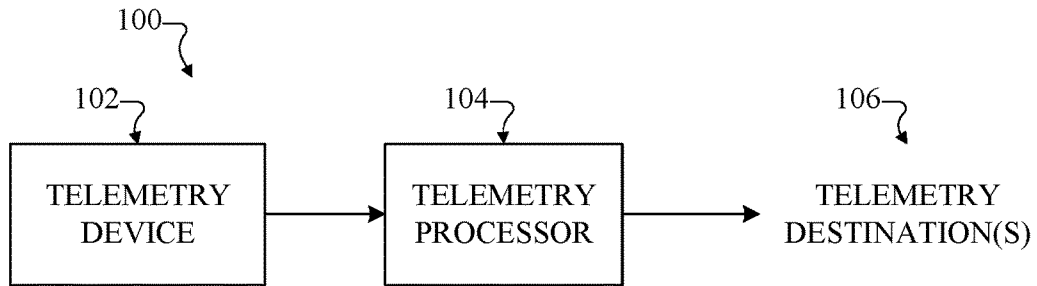 100
102
104
106
TELEMETRY
DEVICE
TELEMETRY
PROCESSOR
TELEMETRY
DESTINATION(S)